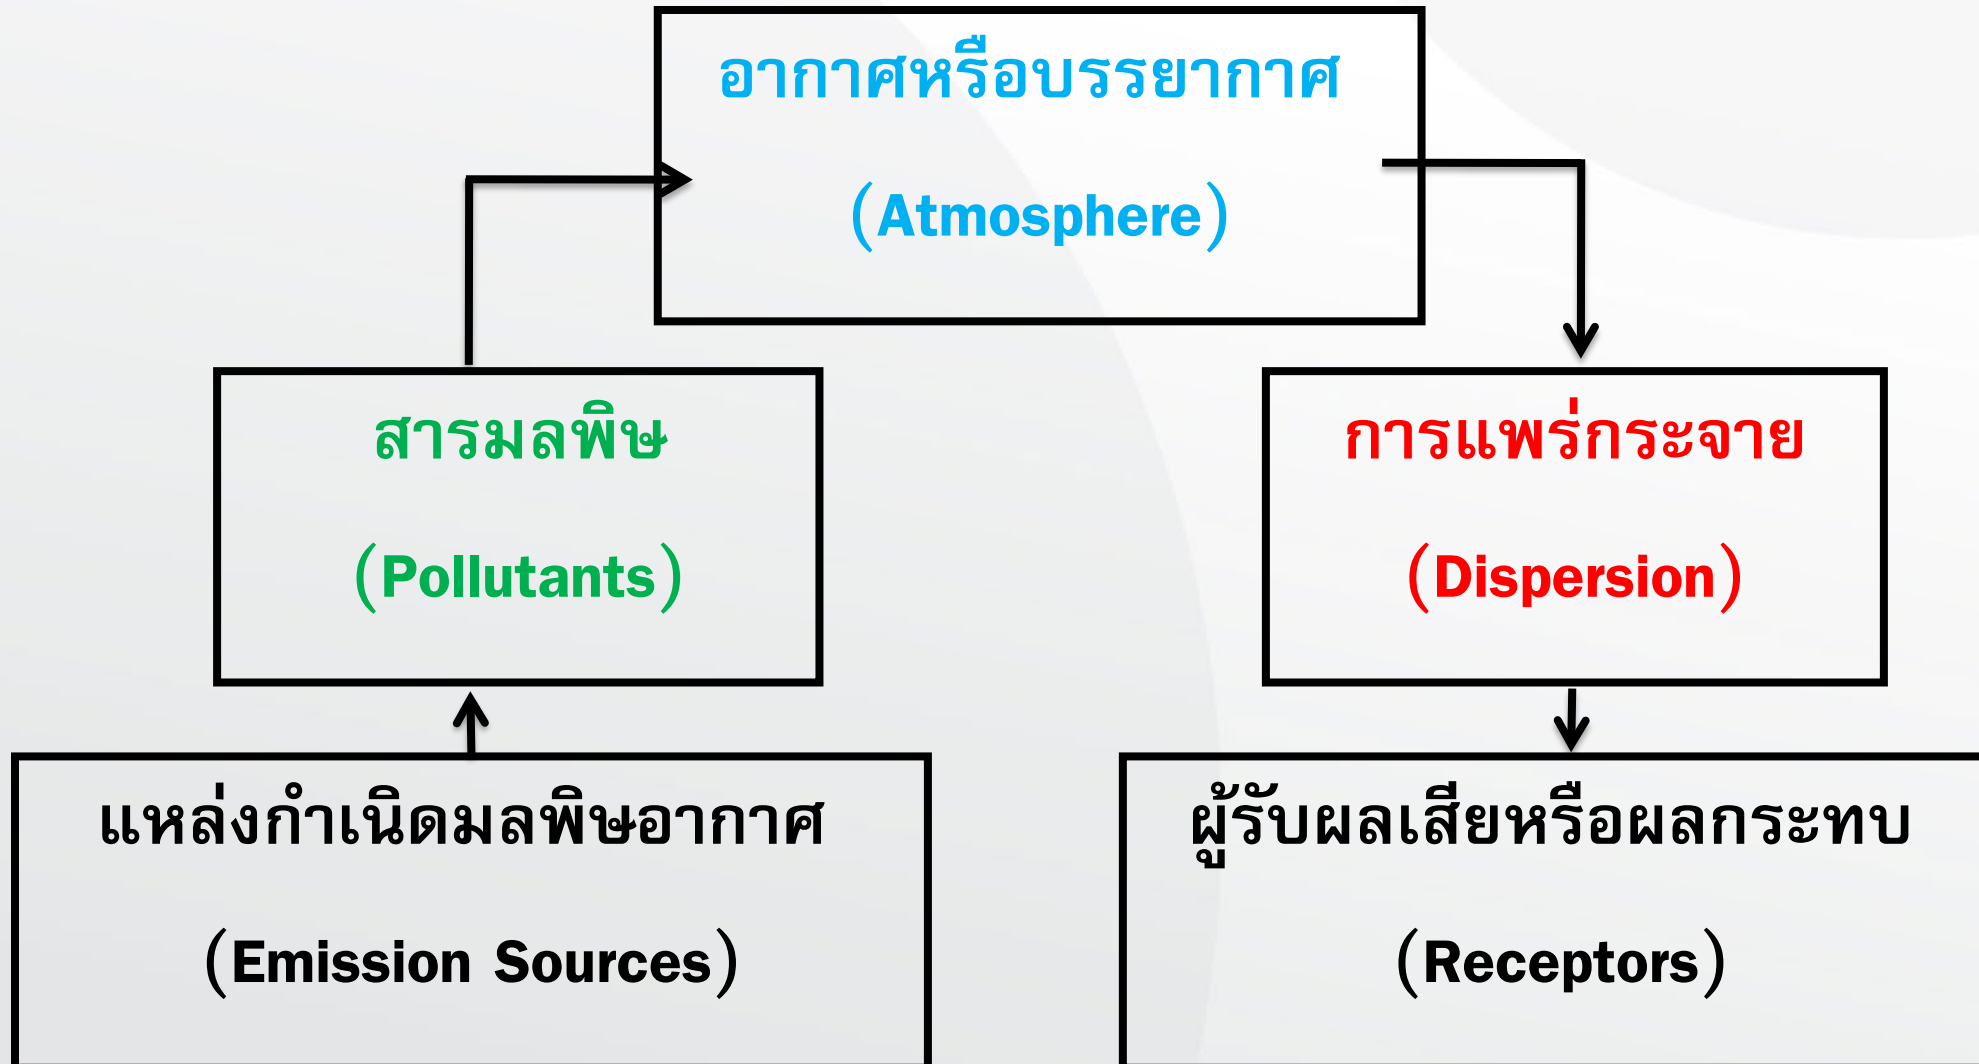 อากาศหรือบรรยากาศ
(Atmosphere)
สารมลพิษ
(Pollutants)
การแพร่กระจาย
(Dispersion)
แหล่งกำเนิดมลพิษอากาศ
(Emission Sources)
ผู้รับผลเสียหรือผลกระทบ
(Receptors)